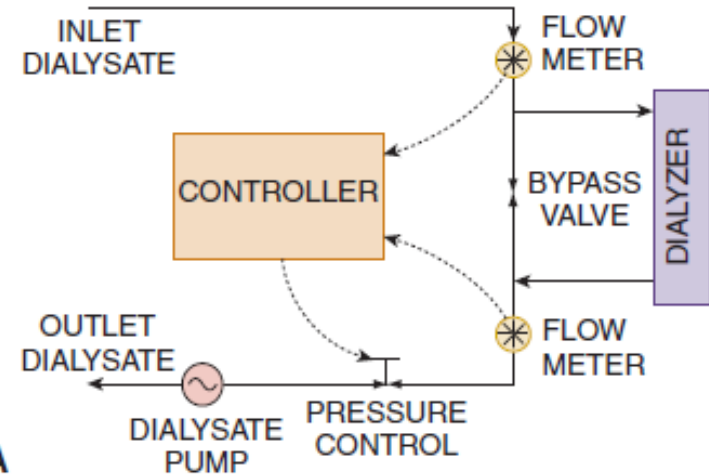 INLET
DIALYSATE
FLOW
METER
CONTROLLER
BYPASS
VALVE
DIALYZER
OUTLET
DIALYSATE
FLOW
METER
DIALYSATE
PUMP
PRESSURE
CONTROL
A